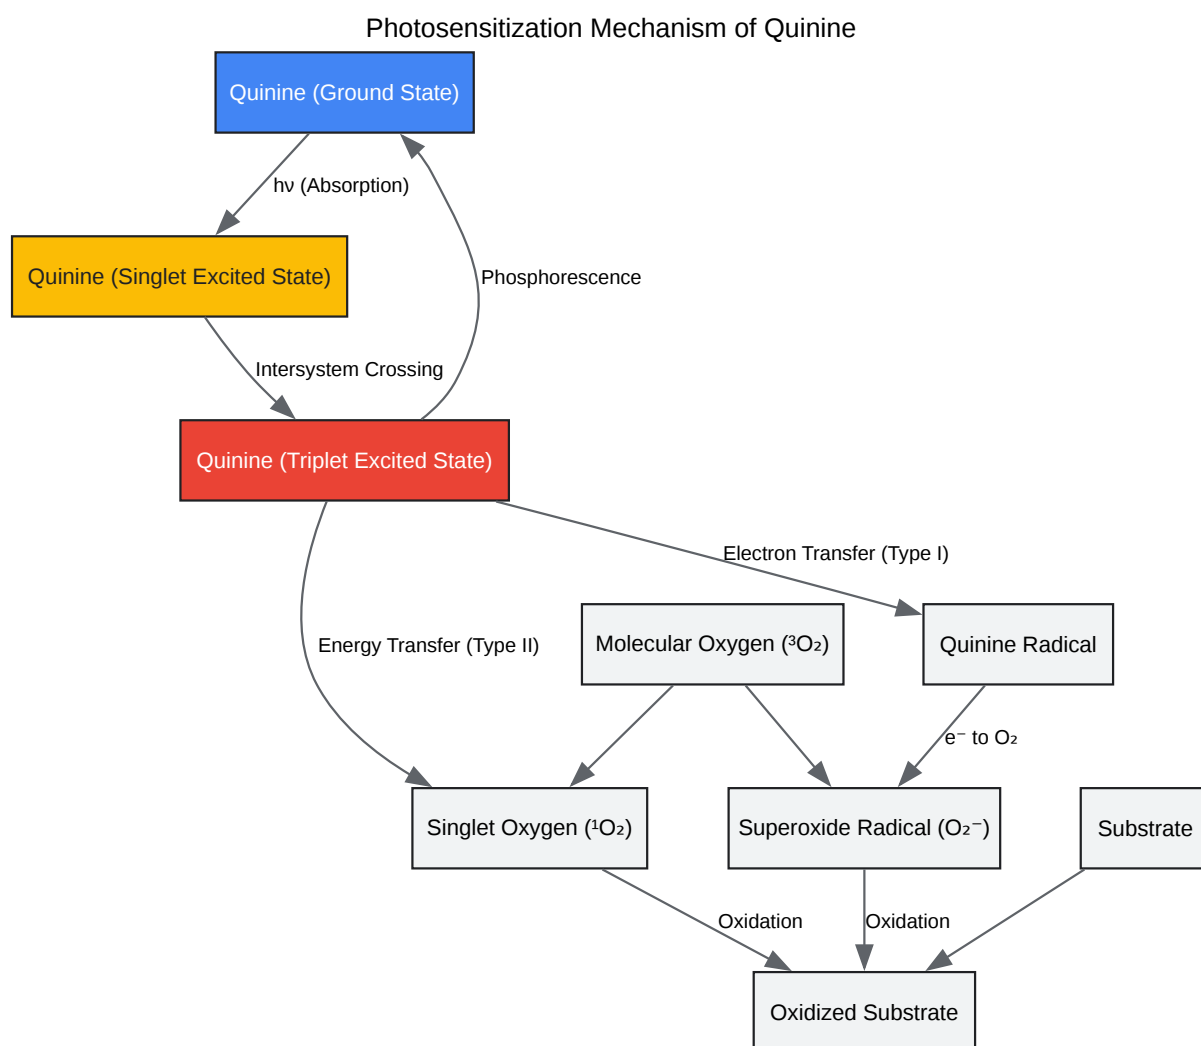 Photosensitization Mechanism of Quinine
Quinine (Ground State)
hν (Absorption)
Quinine (Singlet Excited State)
Phosphorescence
Intersystem Crossing
Quinine (Triplet Excited State)
Electron Transfer (Type I)
Energy Transfer (Type II)
Molecular Oxygen (³O₂)
Quinine Radical
e⁻ to O₂
Singlet Oxygen (¹O₂)
Superoxide Radical (O₂⁻)
Substrate
Oxidation
Oxidation
Oxidized Substrate